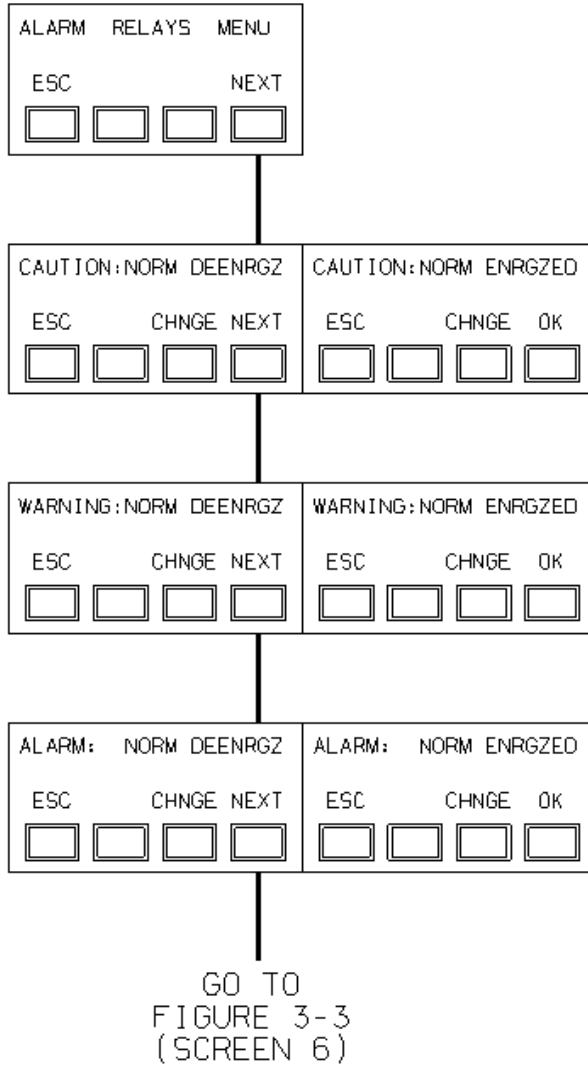 ALARM RELAYS MENU
ESC NEXT
CAUTION:NORM DEENRGZ
ESC CHNGE NEXT
CAUTION:NORM ENRGZED
ESC CHNGE OK
WARNING:NORM DEENRGZ
ESC CHNGE NEXT
WARNING:NORM ENRGZED
ESC CHNGE OK
ALARM: NORM DEENRGZ
ESC CHNGE NEXT
ALARM: NORM ENRGZED
ESC CHNGE OK
GO TO
FIGURE 3-3
(SCREEN 6)